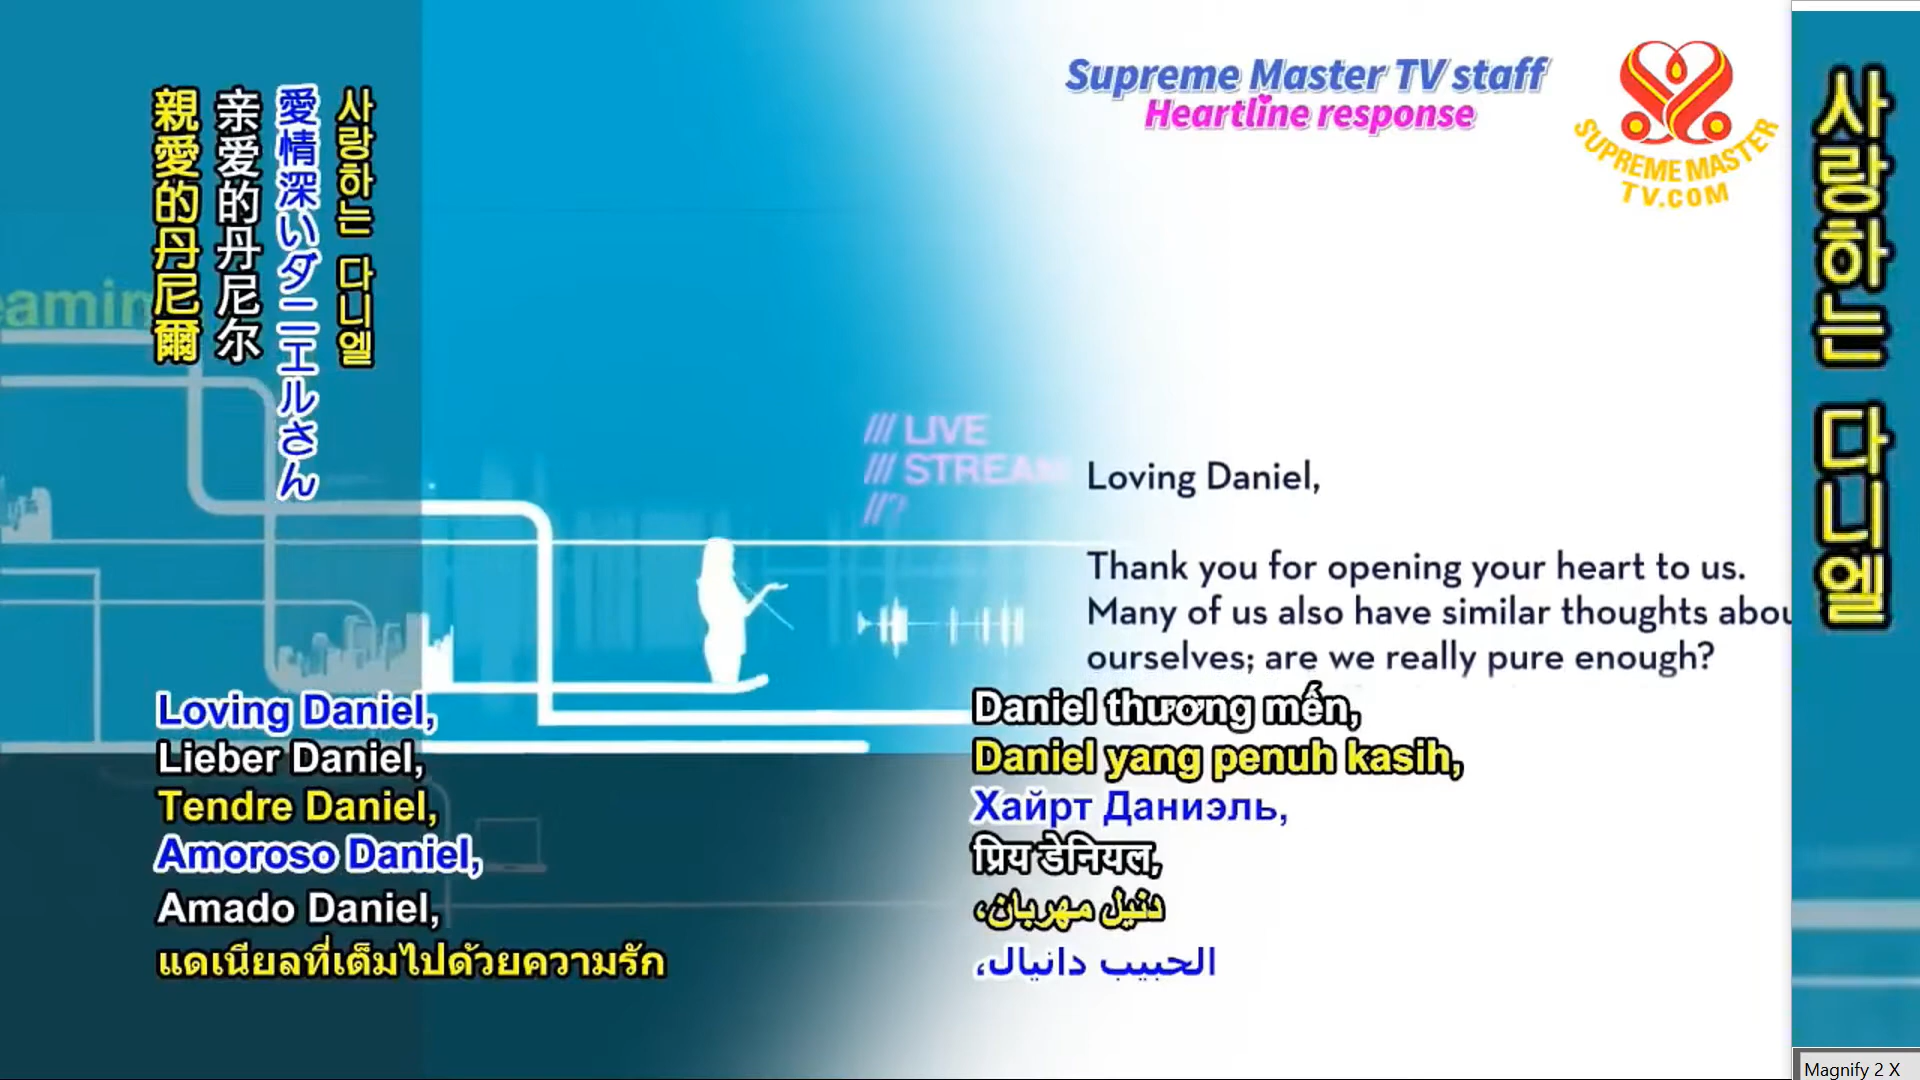 Supreme Master TV staff
Heartline response
SUPREME MASTER
TV.COM
親愛的丹尼爾
亲爱的丹尼尔
愛情深いダニエルさん
사랑하는 다니엘
사랑하는 다니엘
eamin
/// LIVE
/// STREAM
//?
Loving Daniel,
Thank you for opening your heart to us.
Many of us also have similar thoughts abou
ourselves; are we really pure enough?
Loving Daniel,
Lieber Daniel,
Tendre Daniel,
Amoroso Daniel,
Amado Daniel,
แดเนียลที่เต็มไปด้วยความรัก
Daniel thương mến,
Daniel yang penuh kasih,
Хайрт Даниэль,
प्रिय डेनियल,
دنیل مهربان،
الحبيب دانيال،
Magnify 2 X